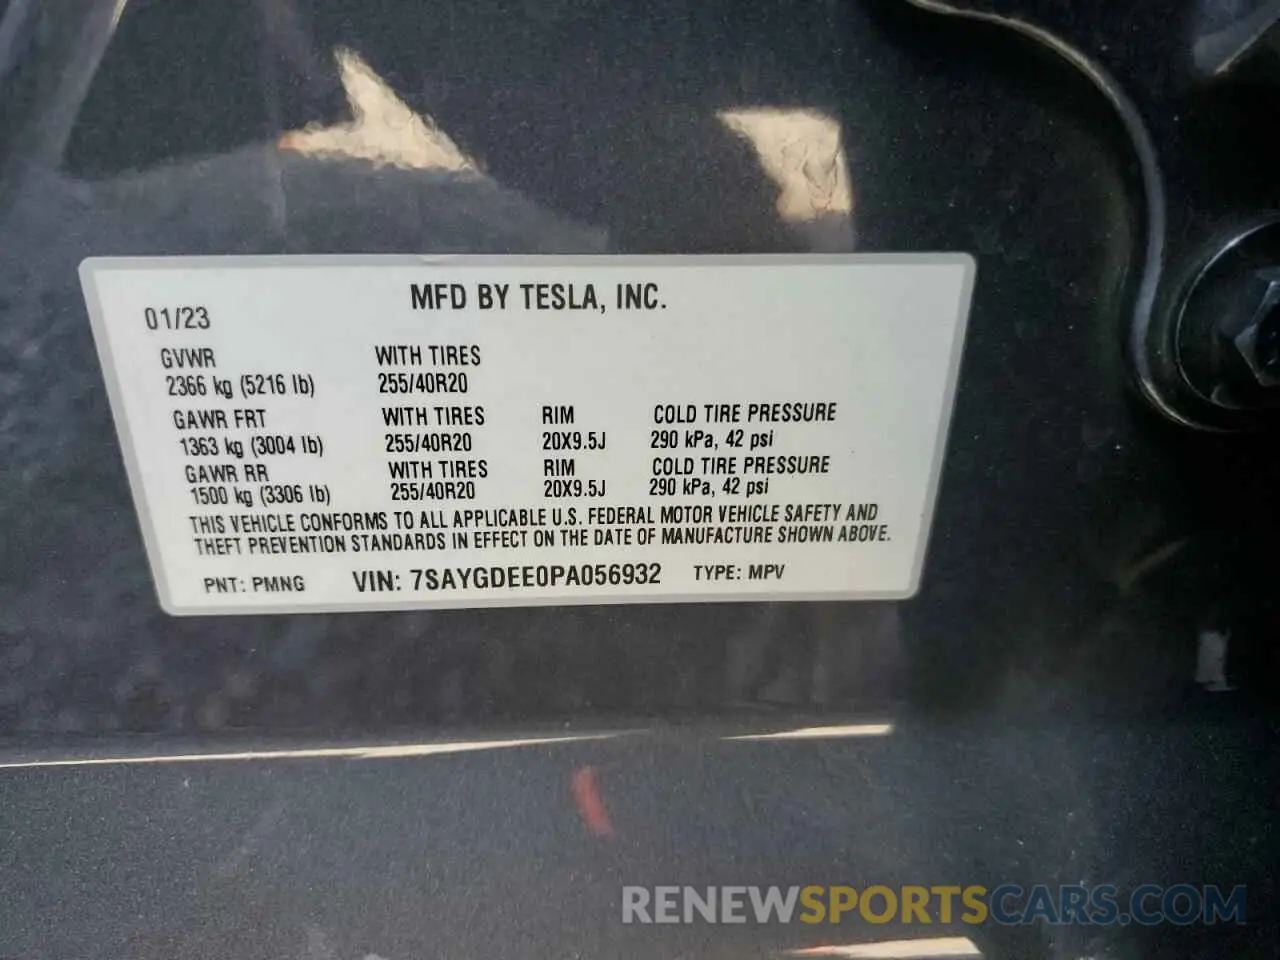 MFD BY TESLA, INC.
01/23
GVWR WITH TIRES
2366 kg (5216 lb) 255/40R20
GAWR FRT WITH TIRES RIM COLD TIRE PRESSURE
1363 kg (3004 lb) 255/40R20 20X9.5J 290 kPa, 42 psi
GAWR RR WITH TIRES RIM COLD TIRE PRESSURE
1500 kg (3306 lb) 255/40R20 20X9.5J 290 kPa, 42 psi
THIS VEHICLE CONFORMS TO ALL APPLICABLE U.S. FEDERAL MOTOR VEHICLE SAFETY AND
THEFT PREVENTION STANDARDS IN EFFECT ON THE DATE OF MANUFACTURE SHOWN ABOVE.
PNT: PMNG VIN: 7SAYGDEE0PA056932 TYPE: MPV
RENEWSPORTSCARS.COM